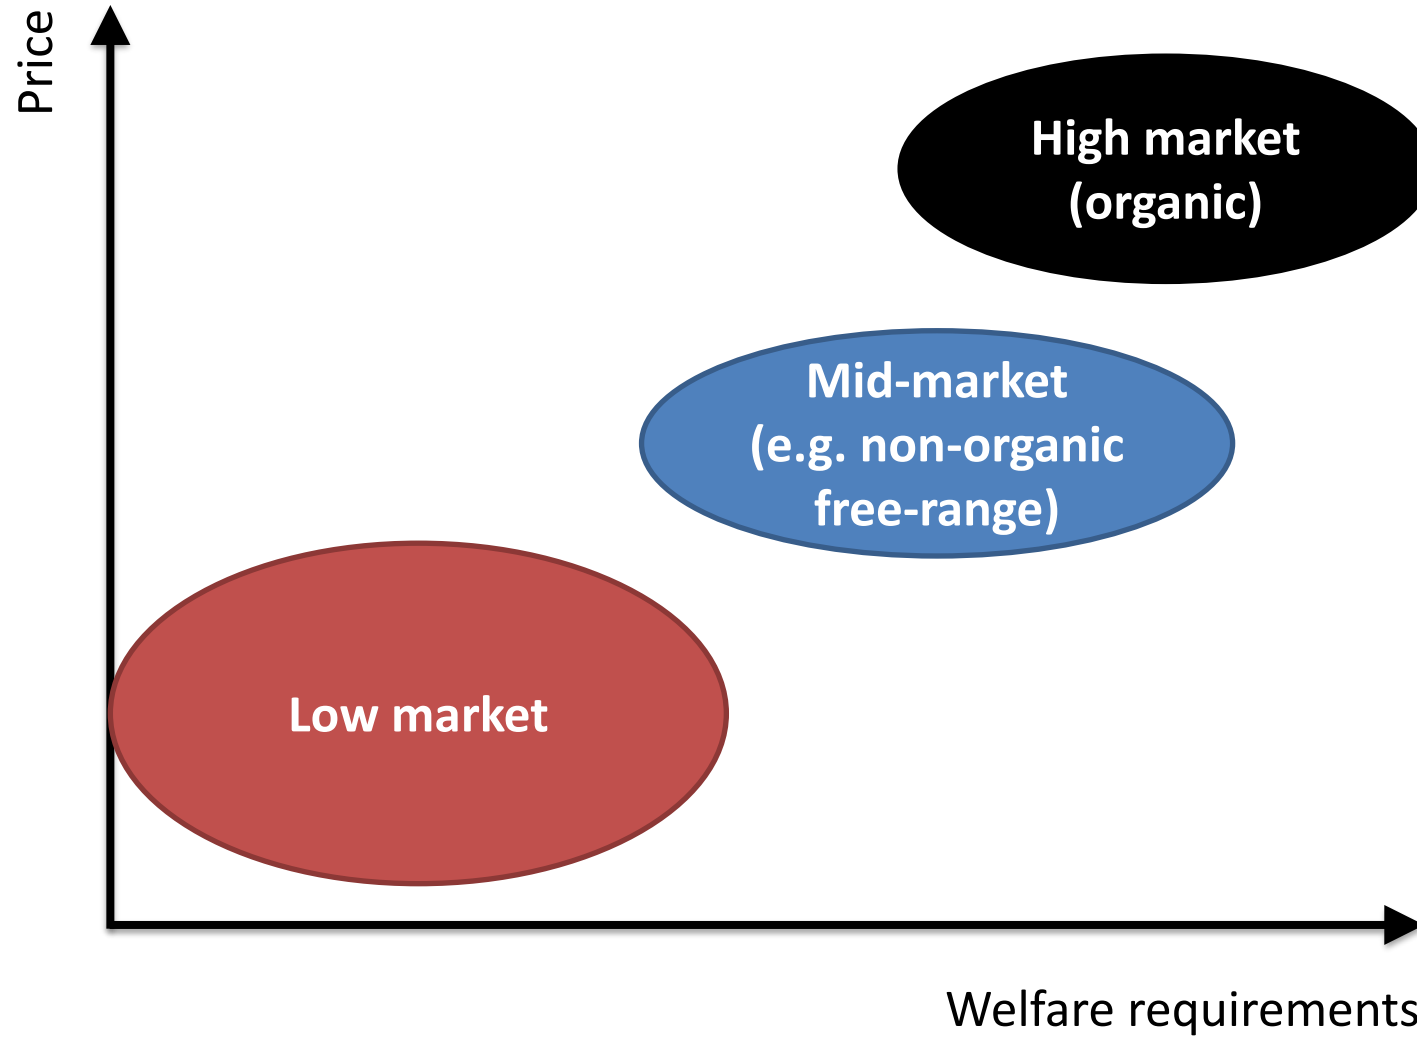 Price
High market
(organic)
Mid-market
(e.g. non-organic
free-range)
Low market
Welfare requirements